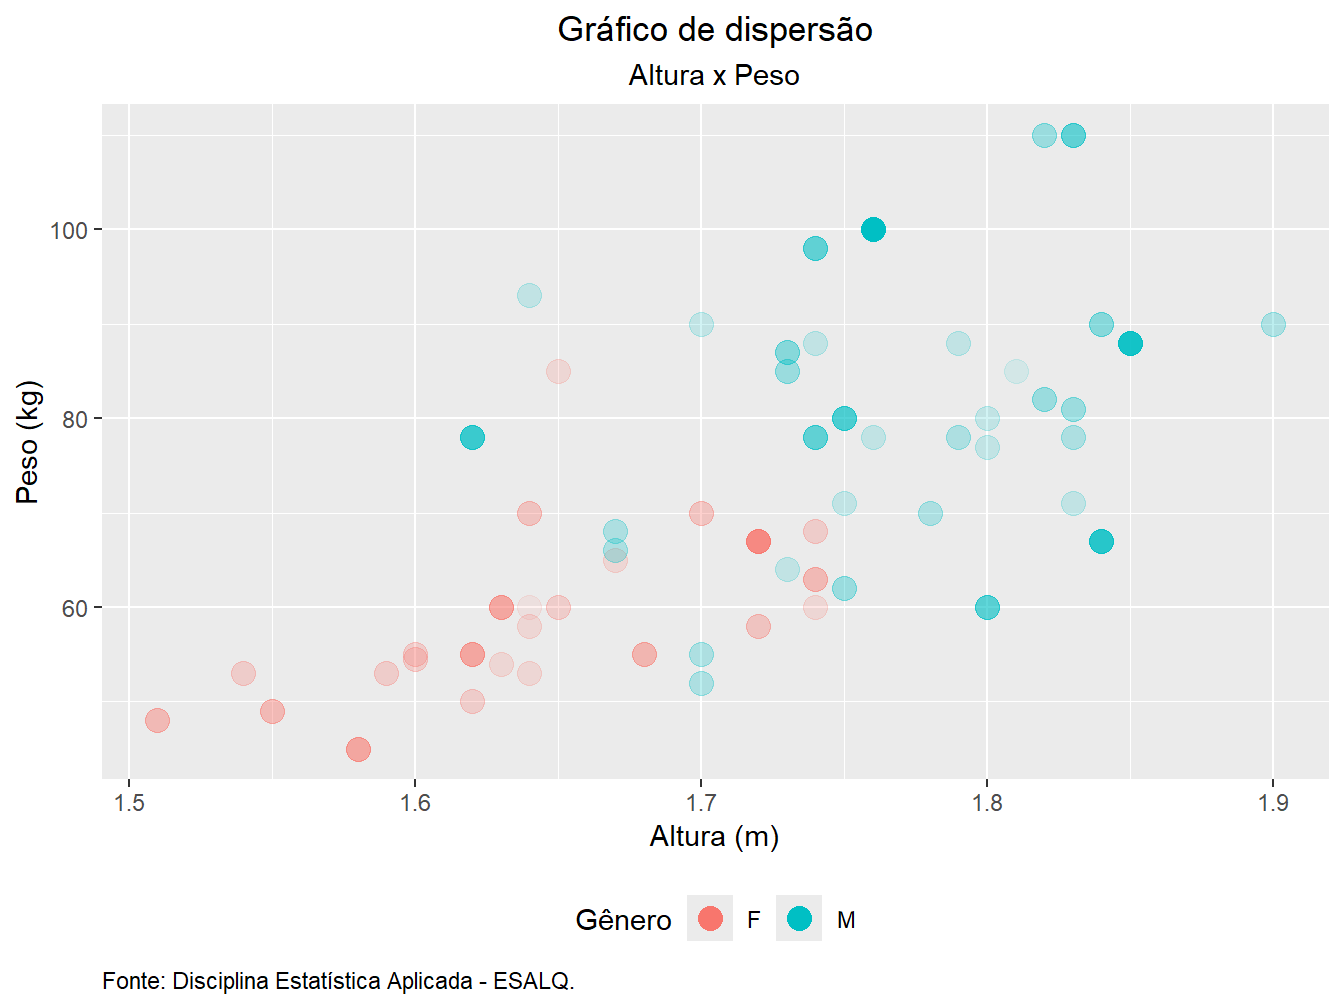 Gráfico de dispersão
Altura x Peso
Peso (kg)
100
80
60
1.5 1.6 1.7 1.8 1.9
Altura (m)
Gênero F M
Fonte: Disciplina Estatística Aplicada - ESALQ.